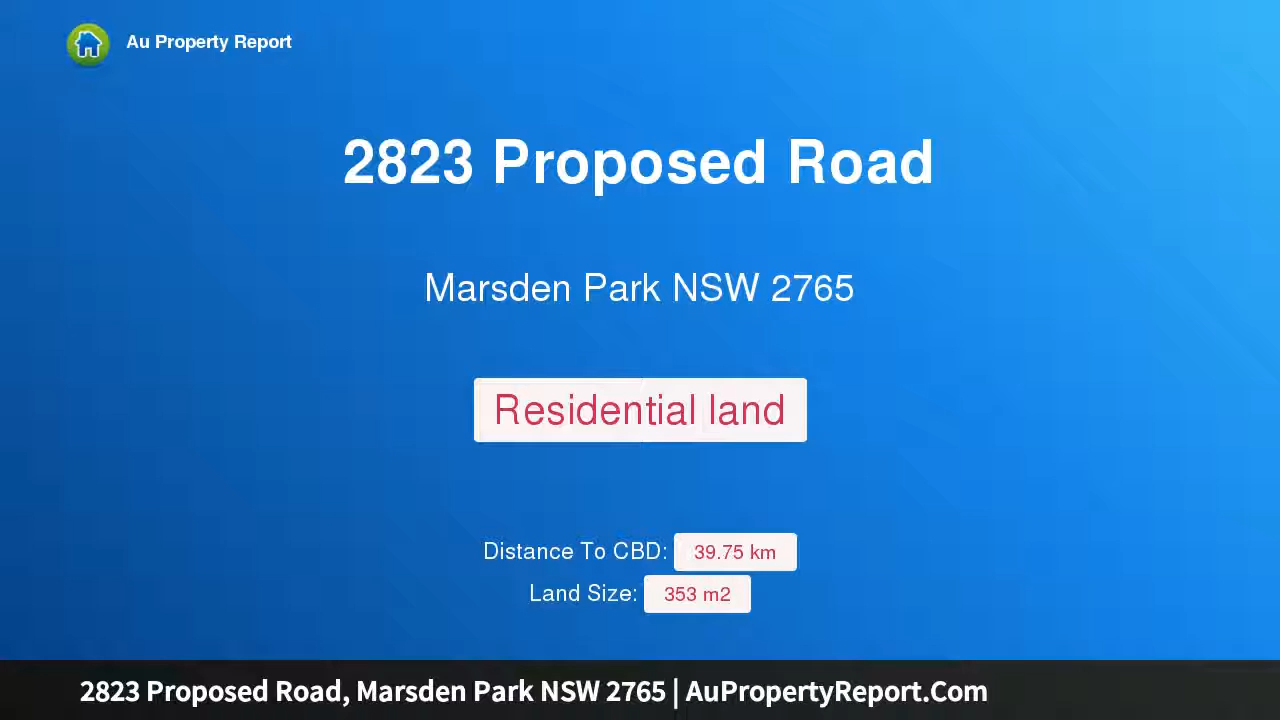 Au Property Report
2823 Proposed Road
Marsden Park NSW 2765
Residential land
Distance To CBD: 39.75 km
Land Size: 353 m2
2823 Proposed Road, Marsden Park NSW 2765 | AuPropertyReport.Com